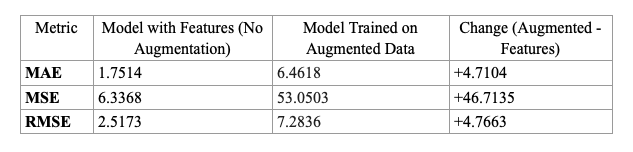 Metric Model with Features (No Augmentation) Model Trained on Augmented Data Change (Augmented - Features)
MAE 1.7514 6.4618 +4.7104
MSE 6.3368 53.0503 +46.7135
RMSE 2.5173 7.2836 +4.7663